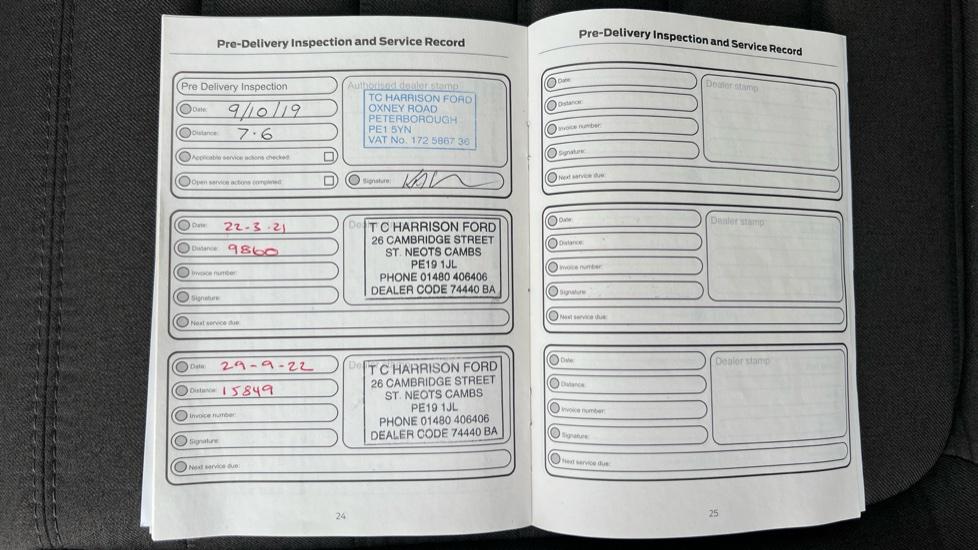 Pre-Delivery Inspection and Service Record
Pre Delivery Inspection
Date: 9/10/19
Distance: 7.6
Applicable service actions checked:
Open service actions completed:
Authorised dealer stamp
TC HARRISON FORD
OXNEY ROAD
PETERBOROUGH
PE1 5YN
VAT No. 172 5867 36
Signature:
Date: 22-3-21
Distance: 9860
Invoice number:
Signature:
Next service due:
T C HARRISON FORD
26 CAMBRIDGE STREET
ST. NEOTS CAMBS
PE19 1JL
PHONE 01480 406406
DEALER CODE 74440 BA
Date: 29-9-22
Distance: 15849
Invoice number:
Signature:
Next service due:
T C HARRISON FORD
26 CAMBRIDGE STREET
ST. NEOTS CAMBS
PE19 1JL
PHONE 01480 406406
DEALER CODE 74440 BA
24
Pre-Delivery Inspection and Service Record
Date:
Distance:
Invoice number:
Signature:
Next service due:
Dealer stamp
Date:
Distance:
Invoice number:
Signature:
Next service due:
Dealer stamp
Date:
Distance:
Invoice number:
Signature:
Next service due:
Dealer stamp
25